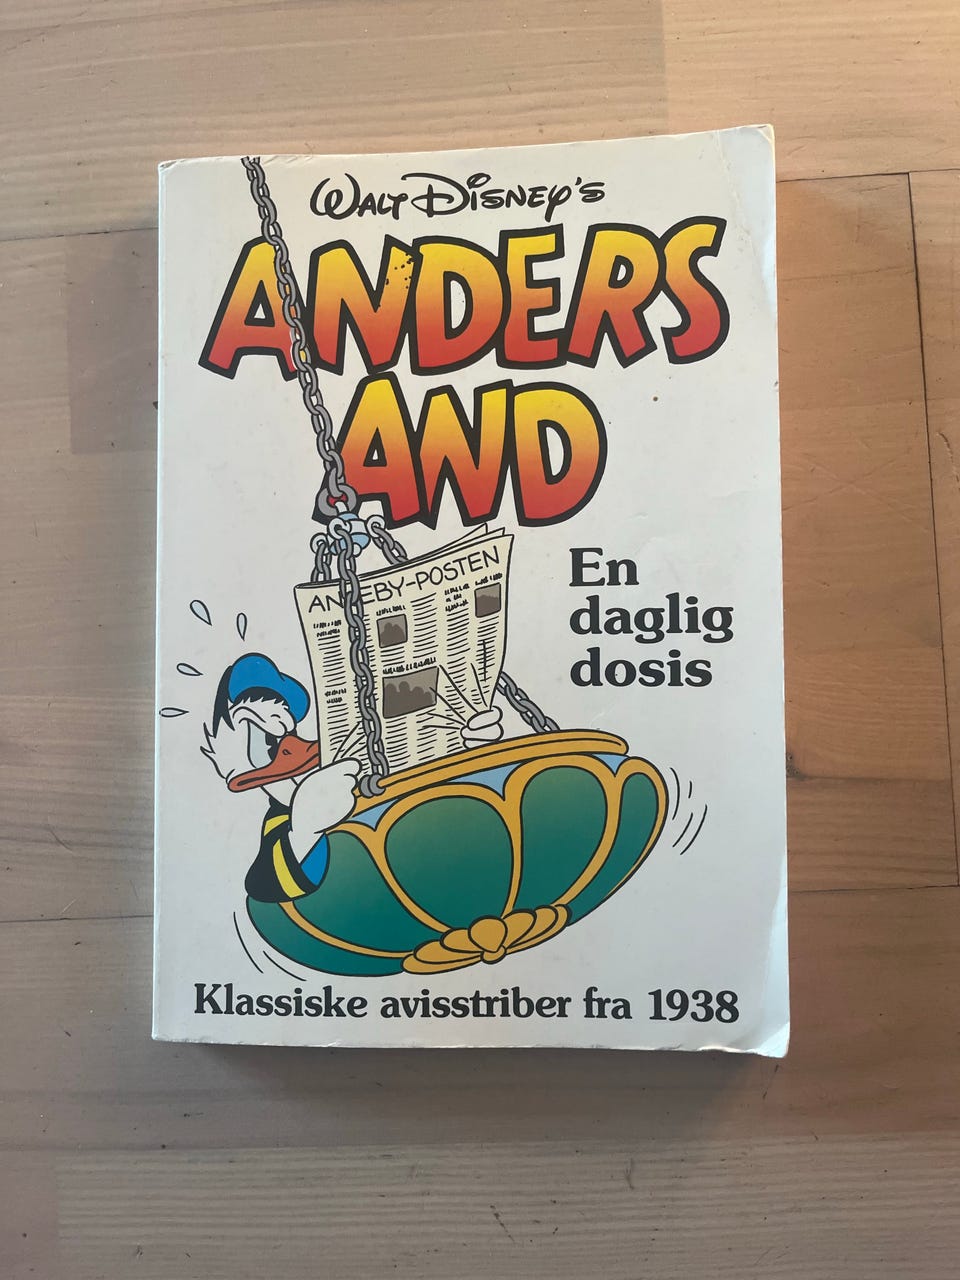 WALT DISNEY'S
ANDERS
AND
ANDEBY-POSTEN
En
daglig
dosis
Klassiske avisstriber fra 1938